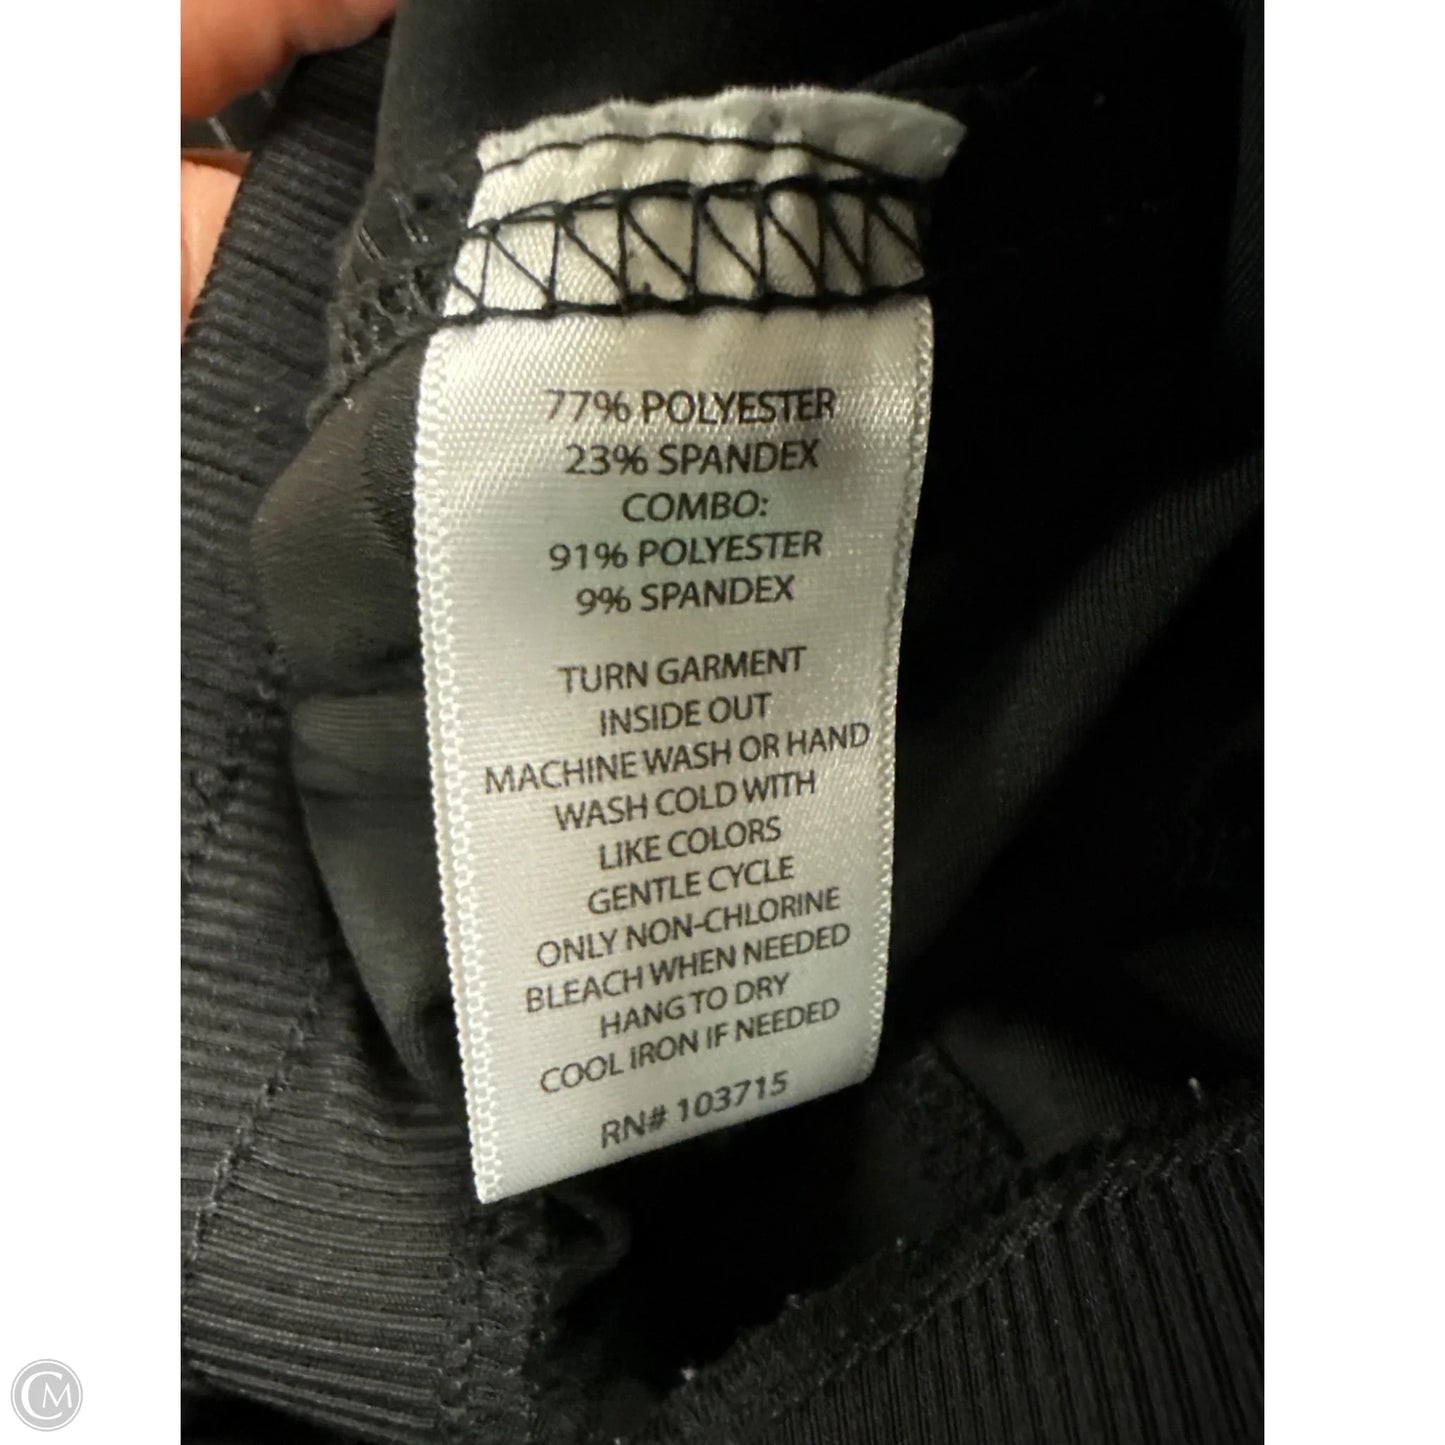 77% POLYESTER
23% SPANDEX
COMBO:
91% POLYESTER
9% SPANDEX
TURN GARMENT
INSIDE OUT
MACHINE WASH OR HAND
WASH COLD WITH
LIKE COLORS
GENTLE CYCLE
ONLY NON-CHLORINE
BLEACH WHEN NEEDED
HANG TO DRY
COOL IRON IF NEEDED
RN# 103715
CM